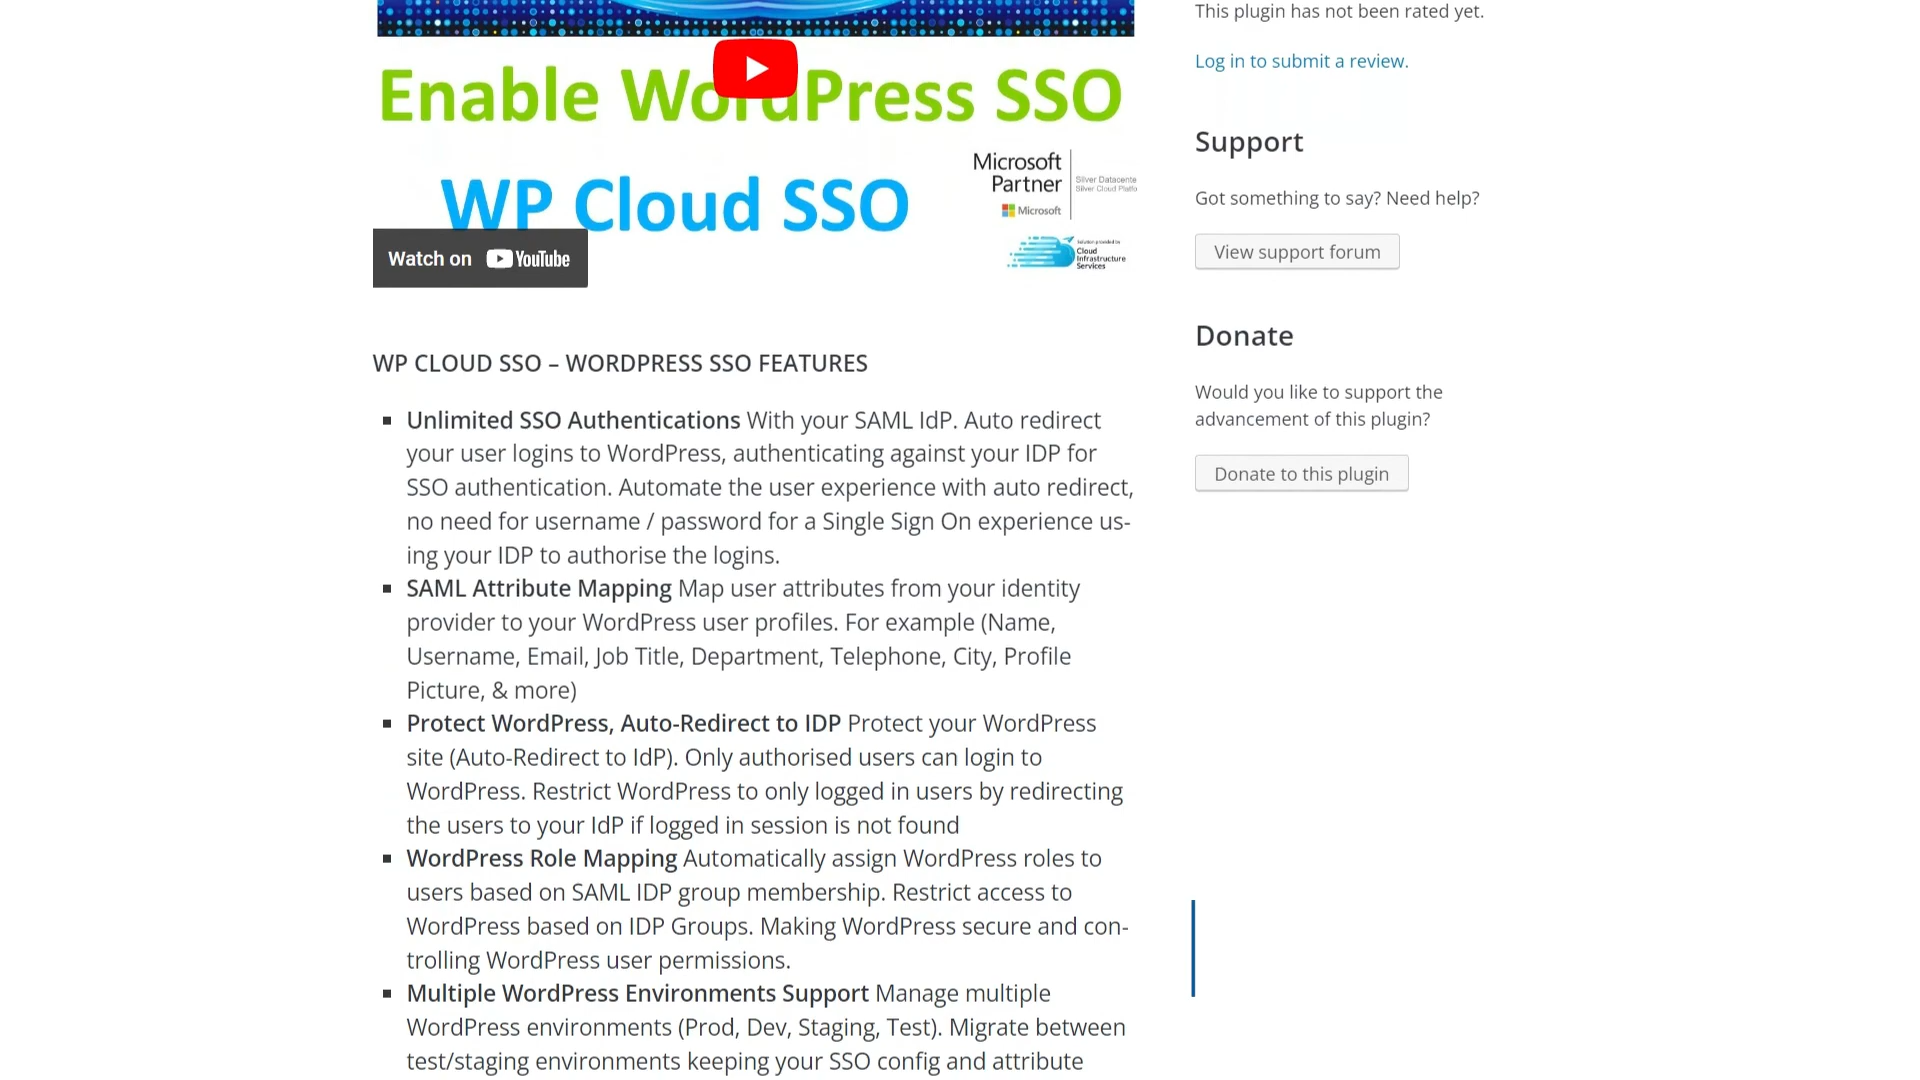 This plugin has not been rated yet.
Log in to submit a review.
Enable WordPress SSO
WP Cloud SSO
Microsoft
Partner
Microsoft
Silver Datacente
Silver Cloud Platfo
Solution provided by
Cloud
Infrastructure
Services
Watch on YouTube
Support
Got something to say? Need help?
View support forum
Donate
Would you like to support the
advancement of this plugin?
Donate to this plugin
WP CLOUD SSO – WORDPRESS SSO FEATURES
Unlimited SSO Authentications With your SAML IdP. Auto redirect
your user logins to WordPress, authenticating against your IDP for
SSO authentication. Automate the user experience with auto redirect,
no need for username / password for a Single Sign On experience us-
ing your IDP to authorise the logins.
SAML Attribute Mapping Map user attributes from your identity
provider to your WordPress user profiles. For example (Name,
Username, Email, Job Title, Department, Telephone, City, Profile
Picture, & more)
Protect WordPress, Auto-Redirect to IDP Protect your WordPress
site (Auto-Redirect to IdP). Only authorised users can login to
WordPress. Restrict WordPress to only logged in users by redirecting
the users to your IdP if logged in session is not found
WordPress Role Mapping Automatically assign WordPress roles to
users based on SAML IDP group membership. Restrict access to
WordPress based on IDP Groups. Making WordPress secure and con-
trolling WordPress user permissions.
Multiple WordPress Environments Support Manage multiple
WordPress environments (Prod, Dev, Staging, Test). Migrate between
test/staging environments keeping your SSO config and attribute